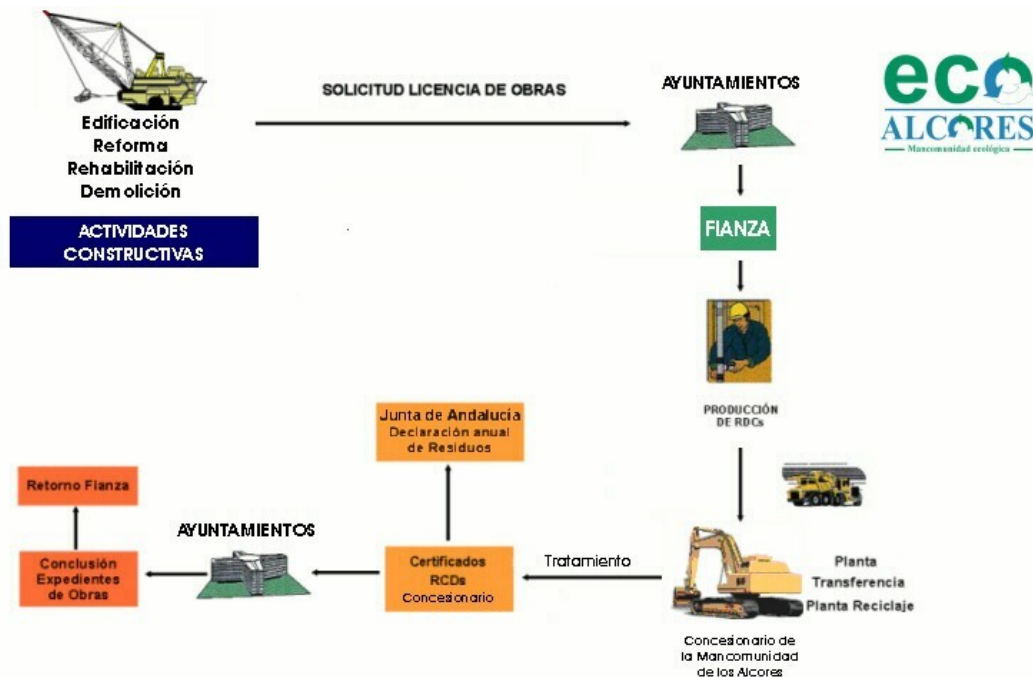 SOLICITUD LICENCIA DE OBRAS
AYUNTAMIENTOS
eco
ALCORES
Mancomunidad ecológica
Edificación
Reforma
Rehabilitación
Demolición
ACTIVIDADES
CONSTRUCTIVAS
FIANZA
PRODUCCIÓN
DE RDCs
Junta de Andalucía
Declaración anual
de Residuos
Retorno Fianza
AYUNTAMIENTOS
Conclusión
Expedientes
de Obras
Certificados
RCDs
Concesionario
Tratamiento
Planta
Transferencia
Planta Reciclaje
Concesionario de
la Mancomunidad
de los Alcores